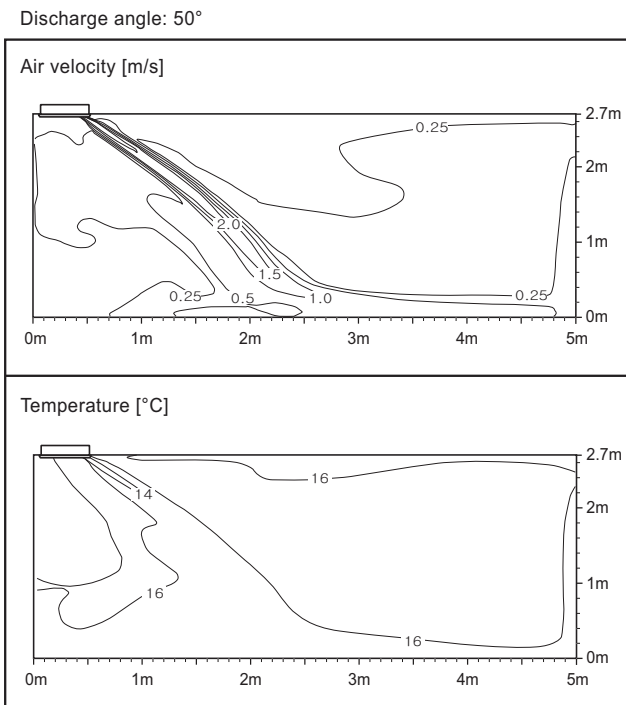 Discharge angle: 50°
Air velocity [m/s]
2.7m
0.25
2m
2.0
1m
1.5
0.25
0.5
1.0
0.25
0m
0m
1m
2m
3m
4m
5m
Temperature [°C]
2.7m
16
14
2m
1m
16
16
0m
0m
1m
2m
3m
4m
5m